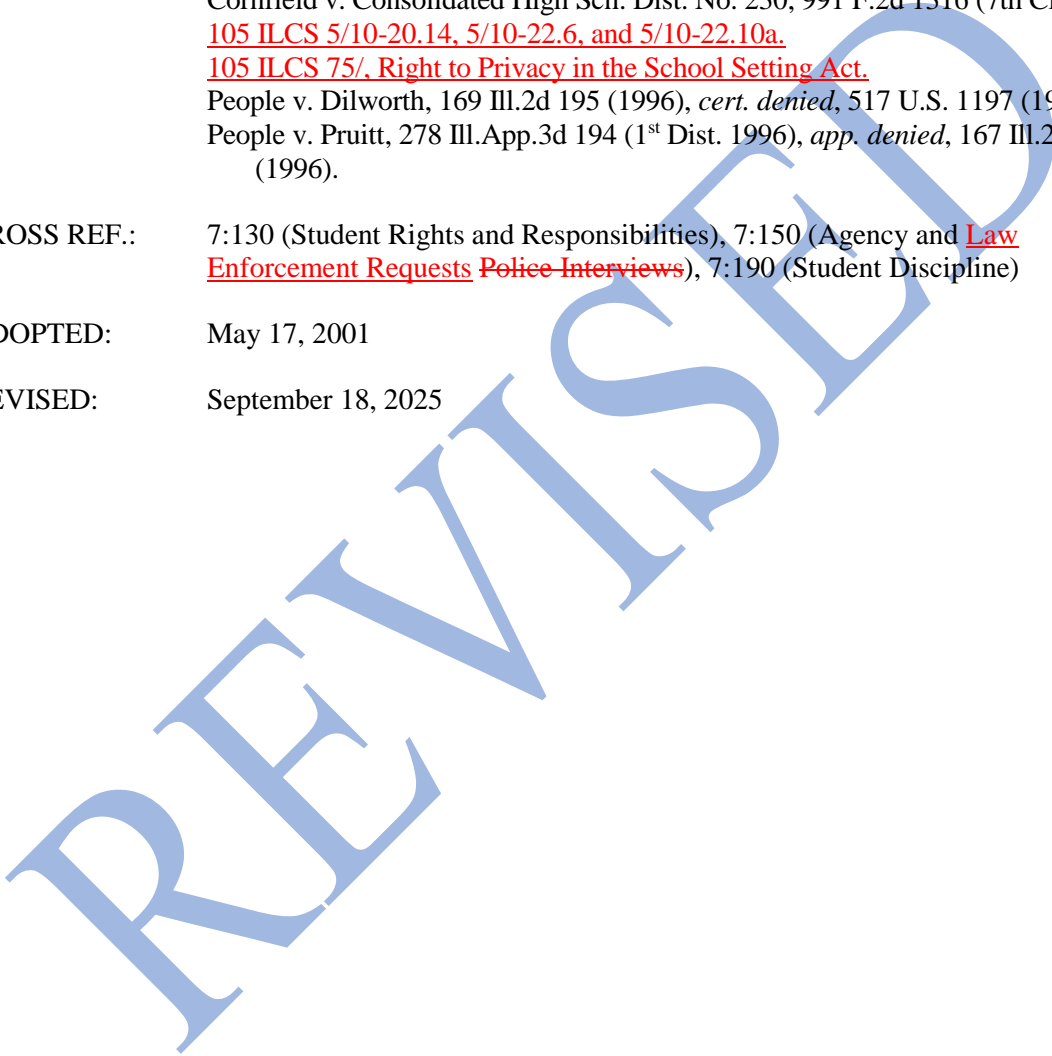 Cornfield v. Consolidated High Sch. Dist. No. 230, 991 F.2d 1316 (7th C
105 ILCS 5/10-20.14, 5/10-22.6, and 5/10-22.10a.
105 ILCS 75/, Right to Privacy in the School Setting Act.
People v. Dilworth, 169 Ill.2d 195 (1996), cert. denied, 517 U.S. 1197 (19
People v. Pruitt, 278 Ill.App.3d 194 (1st Dist. 1996), app. denied, 167 Ill.2
(1996).
ROSS REF.: 7:130 (Student Rights and Responsibilities), 7:150 (Agency and Law
Enforcement Requests Police Interviews), 7:190 (Student Discipline)
DOPTED: May 17, 2001
EVISED: September 18, 2025
REVISED